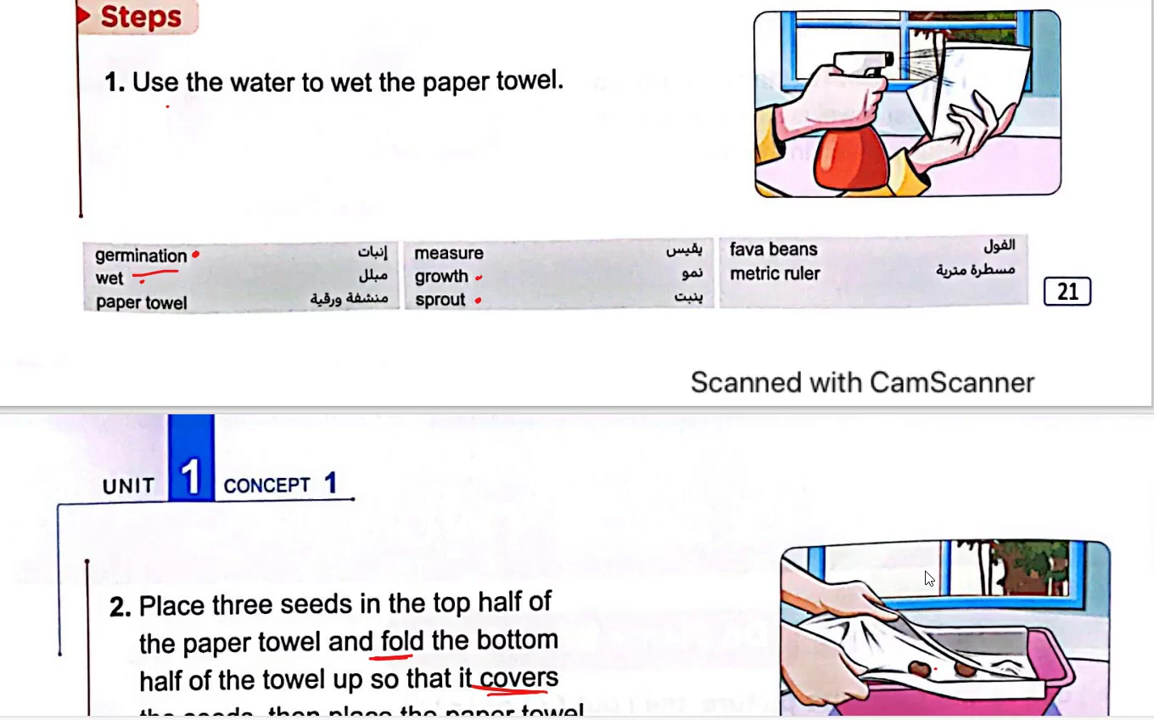 Steps
1. Use the water to wet the paper towel.
germination إنبات measure يقيس fava beans الفول
wet مبلل growth نمو metric ruler مسطرة مترية
paper towel منشفة ورقية sprout ينبت
21
Scanned with CamScanner
UNIT 1 CONCEPT 1
2. Place three seeds in the top half of
the paper towel and fold the bottom
half of the towel up so that it covers
the seeds, then place the paper towel